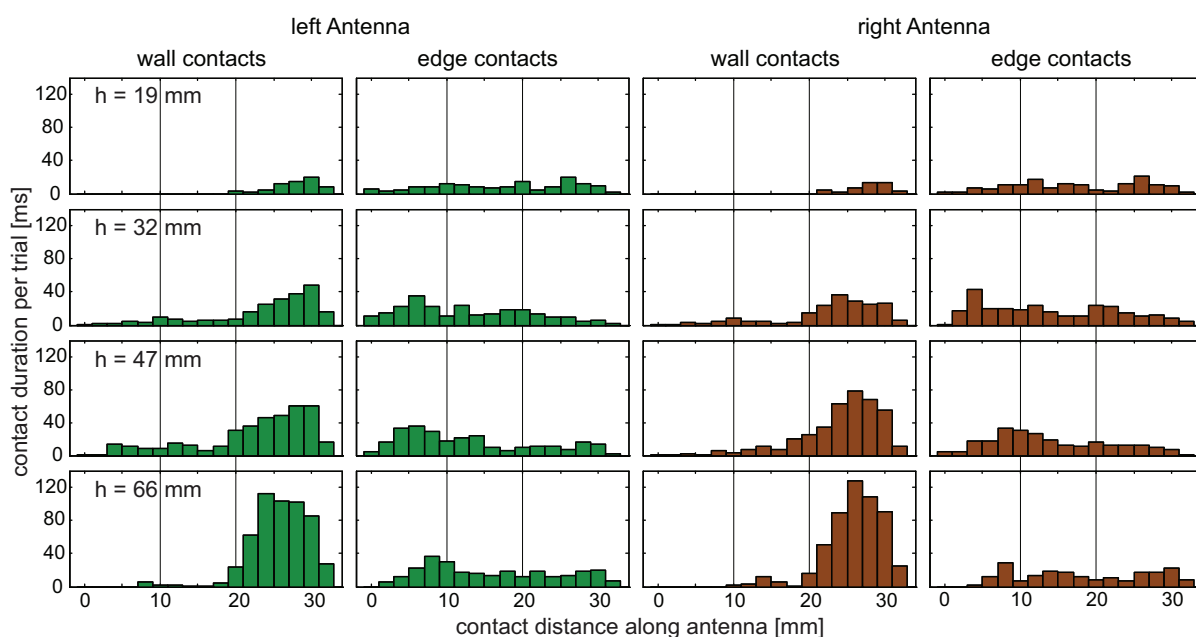 left Antenna right Antenna
wall contacts edge contacts wall contacts edge contacts
contact duration per trial [ms]
120
80
40
0
h = 19 mm
120
80
40
0
h = 32 mm
120
80
40
0
h = 47 mm
120
80
40
0
h = 66 mm
0 10 20 30 0 10 20 30 0 10 20 30 0 10 20 30
contact distance along antenna [mm]